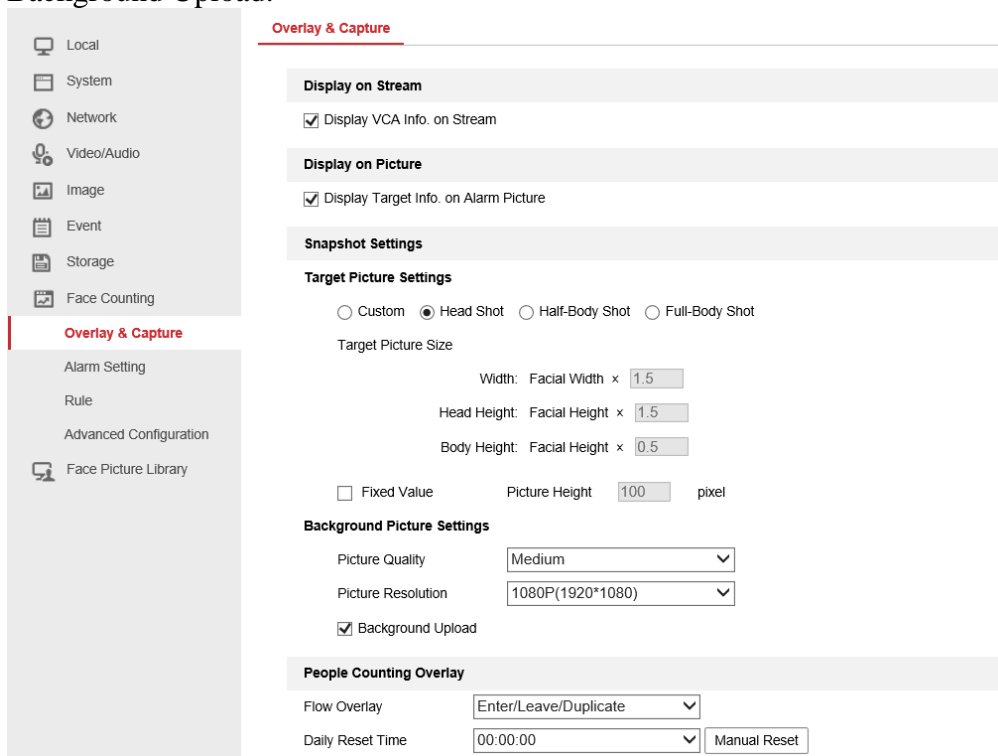 Background Upload.
Overlay & Capture
Local
System
Network
Video/Audio
Image
Event
Storage
Face Counting
Overlay & Capture
Alarm Setting
Rule
Advanced Configuration
Face Picture Library
Display on Stream
Display VCA Info. on Stream
Display on Picture
Display Target Info. on Alarm Picture
Snapshot Settings
Target Picture Settings
Custom Head Shot Half-Body Shot Full-Body Shot
Target Picture Size
Width: Facial Width × 1.5
Head Height: Facial Height × 1.5
Body Height: Facial Height × 0.5
Fixed Value Picture Height 100 pixel
Background Picture Settings
Picture Quality Medium
Picture Resolution 1080P(1920*1080)
Background Upload
People Counting Overlay
Flow Overlay Enter/Leave/Duplicate
Daily Reset Time 00:00:00 Manual Reset